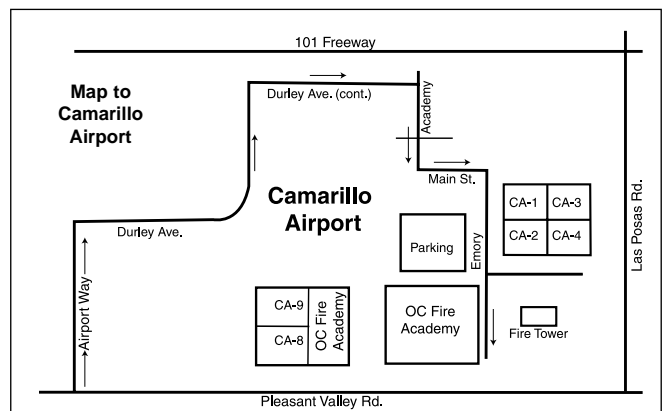 101 Freeway
Map to
Camarillo
Airport
Durley Ave. (cont.)
Academy
Main St.
Camarillo
Airport
CA-1
CA-3
CA-2
CA-4
Las Posas Rd.
Durley Ave.
Parking
Emory
Airport Way
CA-9
CA-8
OC Fire
Academy
OC Fire
Academy
Fire Tower
Pleasant Valley Rd.